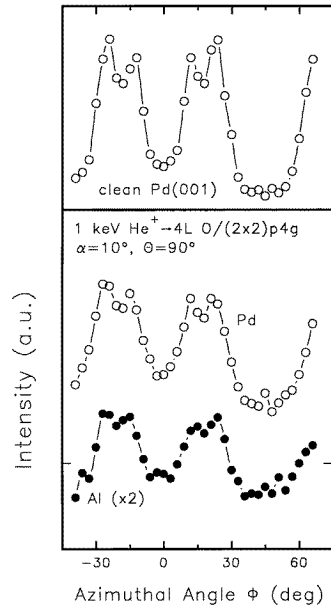 clean Pd(001)
1 keV He⁺→4L O/(2x2)p4g
α=10°, Θ=90°
Pd
Al (x2)
Intensity (a.u.)
−30 0 30 60
Azimuthal Angle Φ (deg)